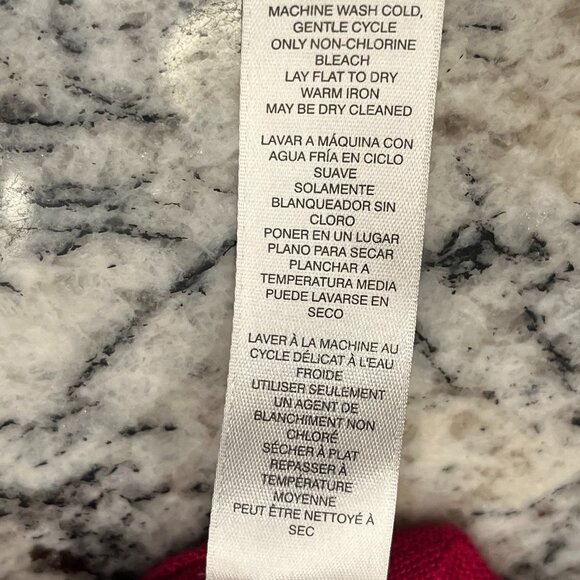 MACHINE WASH COLD,
GENTLE CYCLE
ONLY NON-CHLORINE
BLEACH
LAY FLAT TO DRY
WARM IRON
MAY BE DRY CLEANED
LAVAR A MÁQUINA CON
AGUA FRÍA EN CICLO
SUAVE
SOLAMENTE
BLANQUEADOR SIN
CLORO
PONER EN UN LUGAR
PLANO PARA SECAR
PLANCHAR A
TEMPERATURA MEDIA
PUEDE LAVARSE EN
SECO
LAVER À LA MACHINE AU
CYCLE DÉLICAT À L'EAU
FROIDE
UTILISER SEULEMENT
UN AGENT DE
BLANCHIMENT NON
CHLORÉ
SÉCHER À PLAT
REPASSER À
TEMPÉRATURE
MOYENNE
PEUT ÊTRE NETTOYÉ À
SEC